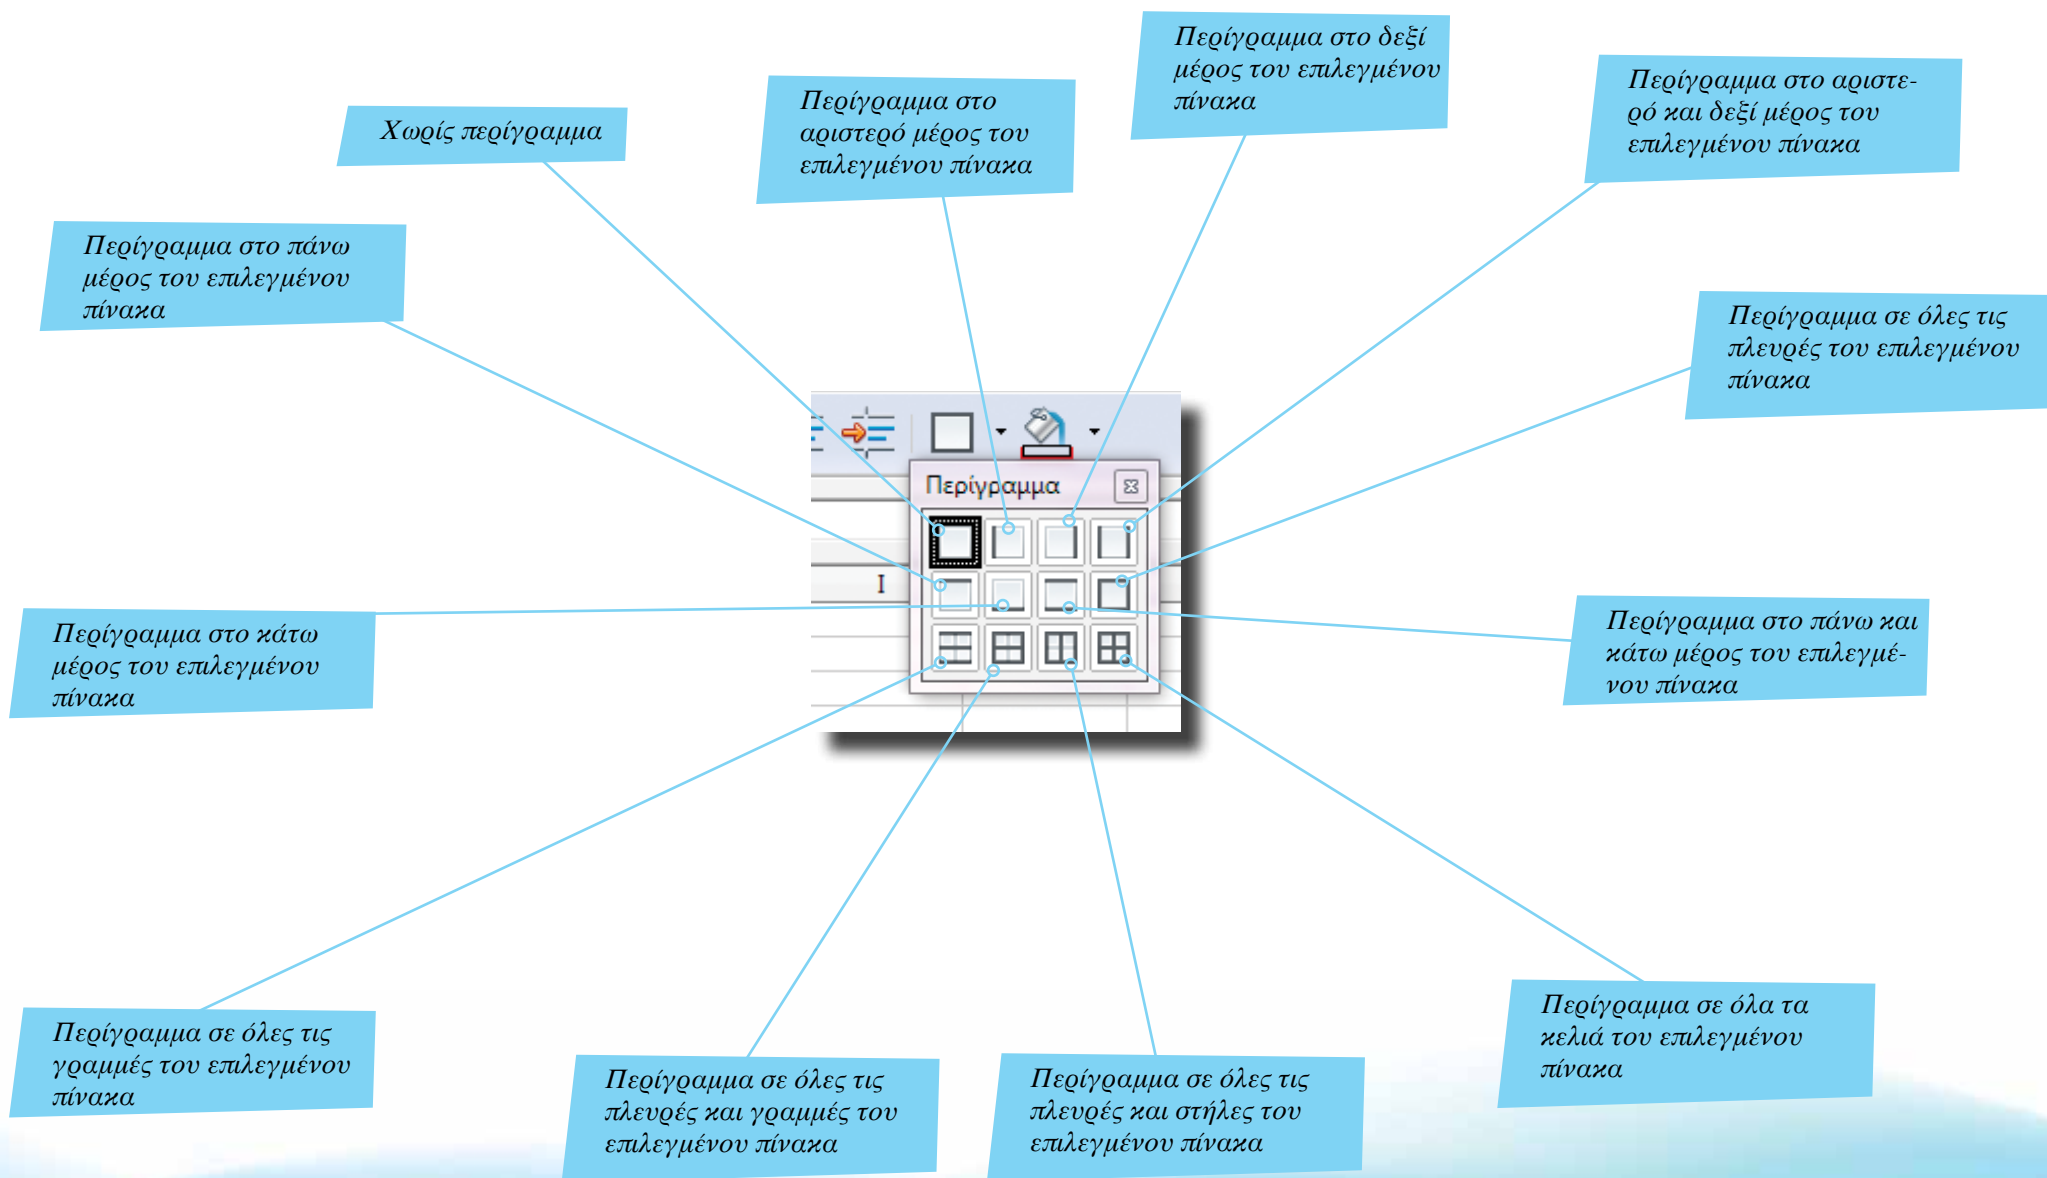 Περίγραμμα στο δεξί
μέρος του επιλεγμένου
πίνακα
Περίγραμμα στο αριστε-
ρό και δεξί μέρος του
επιλεγμένου πίνακα
Περίγραμμα στο
αριστερό μέρος του
επιλεγμένου πίνακα
Χωρίς περίγραμμα
Περίγραμμα στο πάνω
μέρος του επιλεγμένου
πίνακα
Περίγραμμα σε όλες τις
πλευρές του επιλεγμένου
πίνακα
Περίγραμμα
I
Περίγραμμα στο κάτω
μέρος του επιλεγμένου
πίνακα
Περίγραμμα στο πάνω και
κάτω μέρος του επιλεγμέ-
νου πίνακα
Περίγραμμα σε όλες τις
γραμμές του επιλεγμένου
πίνακα
Περίγραμμα σε όλες τις
πλευρές και γραμμές του
επιλεγμένου πίνακα
Περίγραμμα σε όλες τις
πλευρές και στήλες του
επιλεγμένου πίνακα
Περίγραμμα σε όλα τα
κελιά του επιλεγμένου
πίνακα